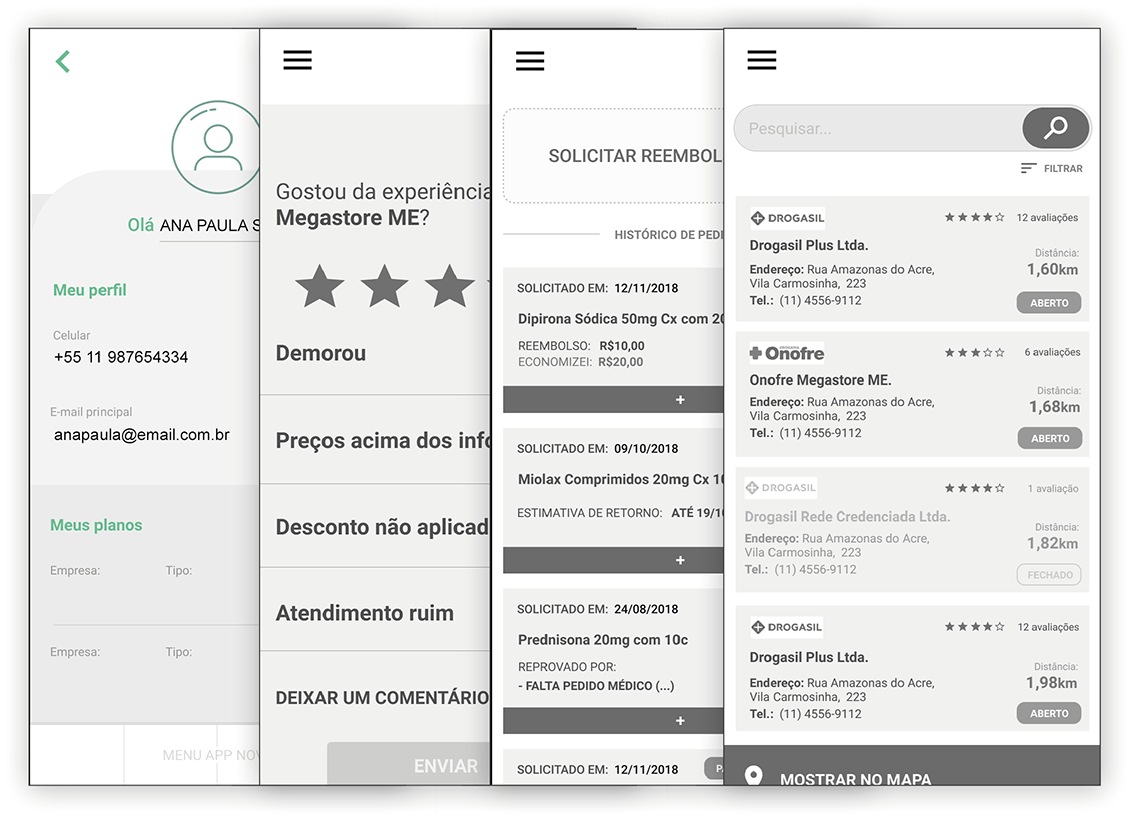 Olá ANA PAULA S
Meu perfil
Celular
+55 11 987654334
E-mail principal
anapaula@email.com.br
Meus planos
Empresa: Tipo:
Empresa: Tipo:
MENU APP NOV
Gostou da experiência
Megastore ME?
Demorou
Preços acima dos info
Desconto não aplicad
Atendimento ruim
DEIXAR UM COMENTÁRIO
ENVIAR
SOLICITAR REEMBOL
HISTÓRICO DE PEDI
SOLICITADO EM: 12/11/2018
Dipirona Sódica 50mg Cx com 20
REEMBOLSO: R$10,00
ECONOMIZEI: R$20,00
+
SOLICITADO EM: 09/10/2018
Miolax Comprimidos 20mg Cx 10
ESTIMATIVA DE RETORNO: ATÉ 19/10
+
SOLICITADO EM: 24/08/2018
Prednisona 20mg com 10c
REPROVADO POR:
- FALTA PEDIDO MÉDICO (...)
+
SOLICITADO EM: 12/11/2018
Pesquisar...
FILTRAR
DROGASIL 12 avaliações
Drogasil Plus Ltda.
Distância:
Endereço: Rua Amazonas do Acre, 1,60km
Vila Carmosinha, 223
Tel.: (11) 4556-9112 ABERTO
DROGARIA
Onofre 6 avaliações
Onofre Megastore ME.
Distância:
Endereço: Rua Amazonas do Acre, 1,68km
Vila Carmosinha, 223
Tel.: (11) 4556-9112 ABERTO
DROGASIL 1 avaliação
Drogasil Rede Credenciada Ltda.
Distância:
Endereço: Rua Amazonas do Acre, 1,82km
Vila Carmosinha, 223
Tel.: (11) 4556-9112 FECHADO
DROGASIL 12 avaliações
Drogasil Plus Ltda.
Distância:
Endereço: Rua Amazonas do Acre, 1,98km
Vila Carmosinha, 223
Tel.: (11) 4556-9112 ABERTO
MOSTRAR NO MAPA